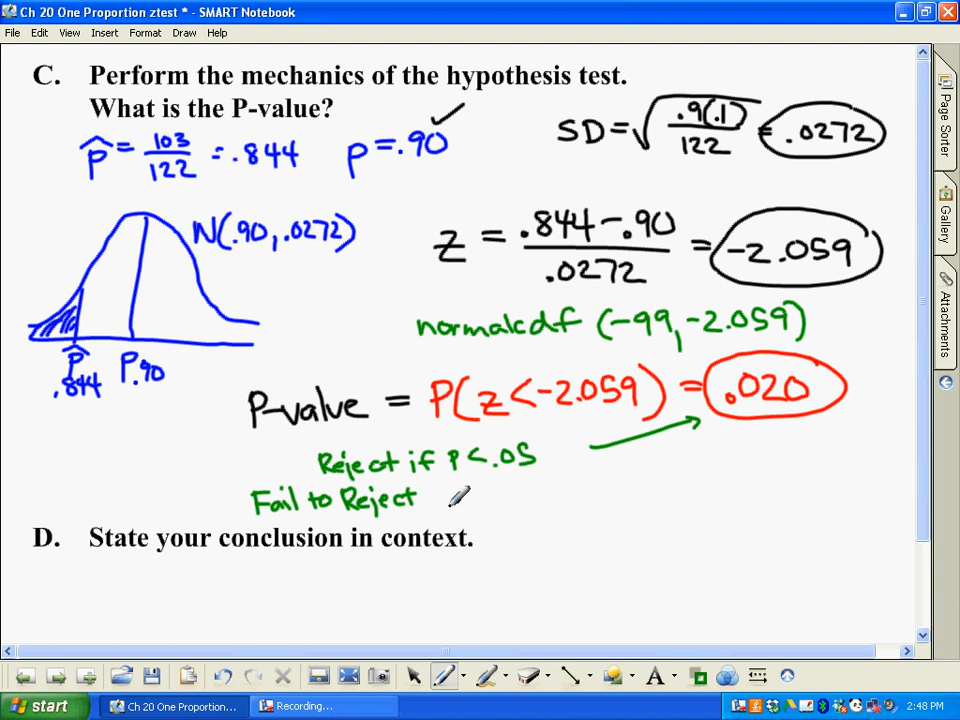 Ch 20 One Proportion ztest * - SMART Notebook
File Edit View Insert Format Draw Help
C. Perform the mechanics of the hypothesis test.
What is the P-value?
p̂ = 103/122 = .844 p = .90 ✓
SD = √(.9(.1)/122) = .0272
N(.90, .0272)
z = (.844 - .90)/.0272 = -2.059
normalcdf (-99, -2.059)
p̂ .844 P .90
P-value = P(z < -2.059) = .020
Reject if P < .05
Fail to Reject
D. State your conclusion in context.
Page Sorter
Gallery
Attachments
start Ch 20 One Proportion... Recording... 2:48 PM